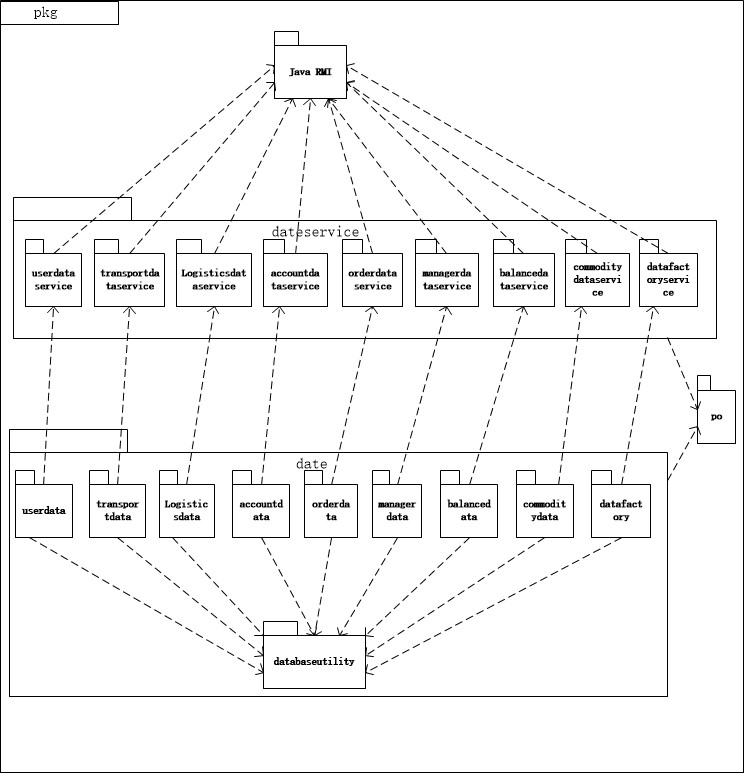 pkg
Java RMI
dateservice
userdata
service
transportda
taservice
Logisticsdat
aservice
accountda
taservice
orderdata
service
managerda
taservice
balanceda
taservice
commodity
dataservi
ce
datafact
oryservi
ce
po
date
userdata
transpor
tdata
Logistic
sdata
accountd
ata
orderda
ta
manager
data
balanced
ata
commodit
ydata
datafact
ory
databaseutility